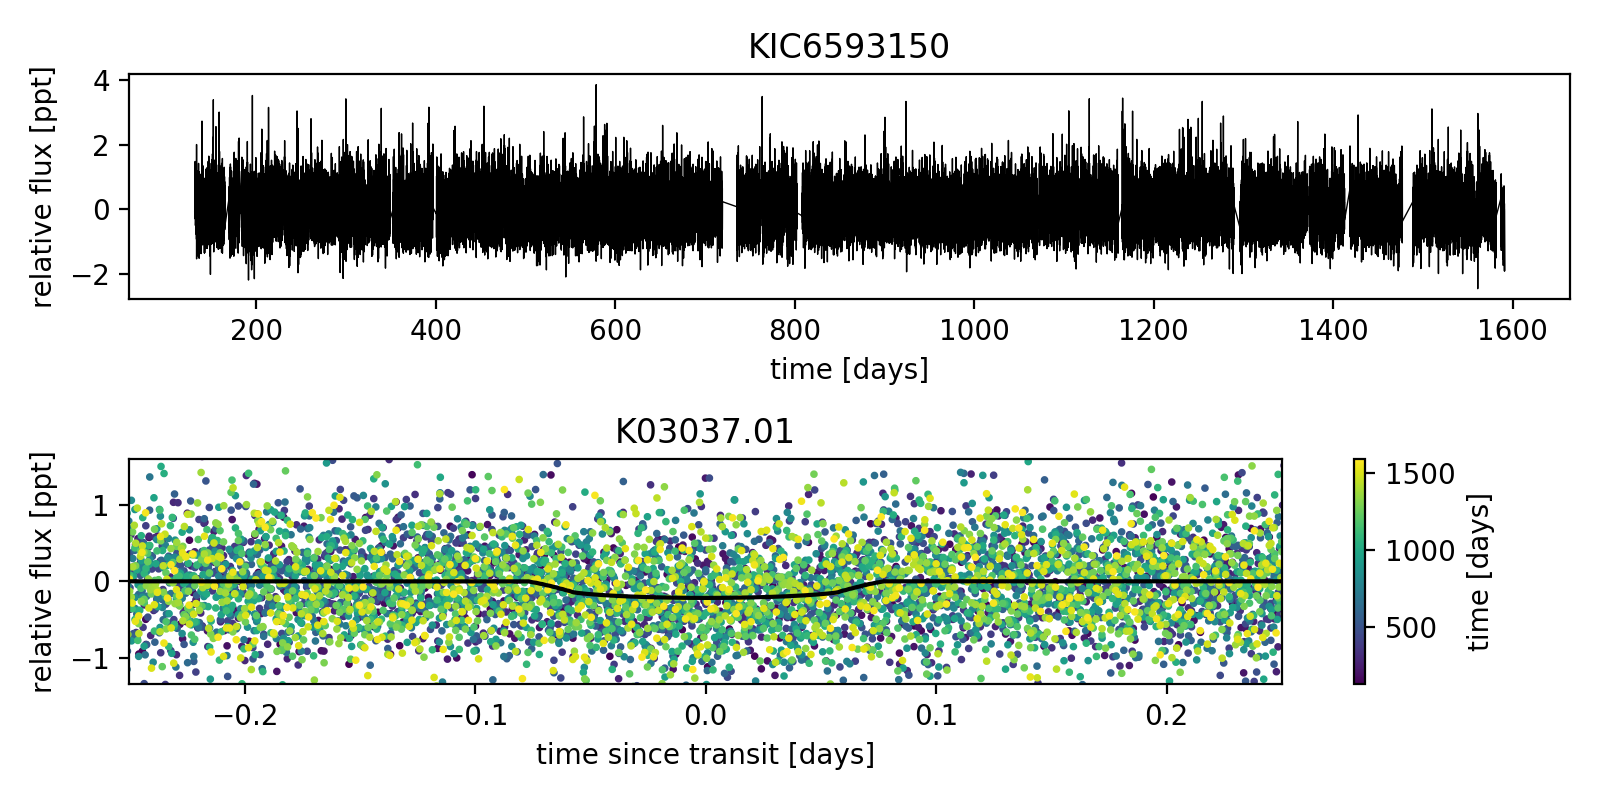 KIC6593150
relative flux [ppt]
4
2
0
−2
200 400 600 800 1000 1200 1400 1600
time [days]
K03037.01
relative flux [ppt]
1
0
−1
−0.2 −0.1 0.0 0.1 0.2
time since transit [days]
1500
1000
500
time [days]